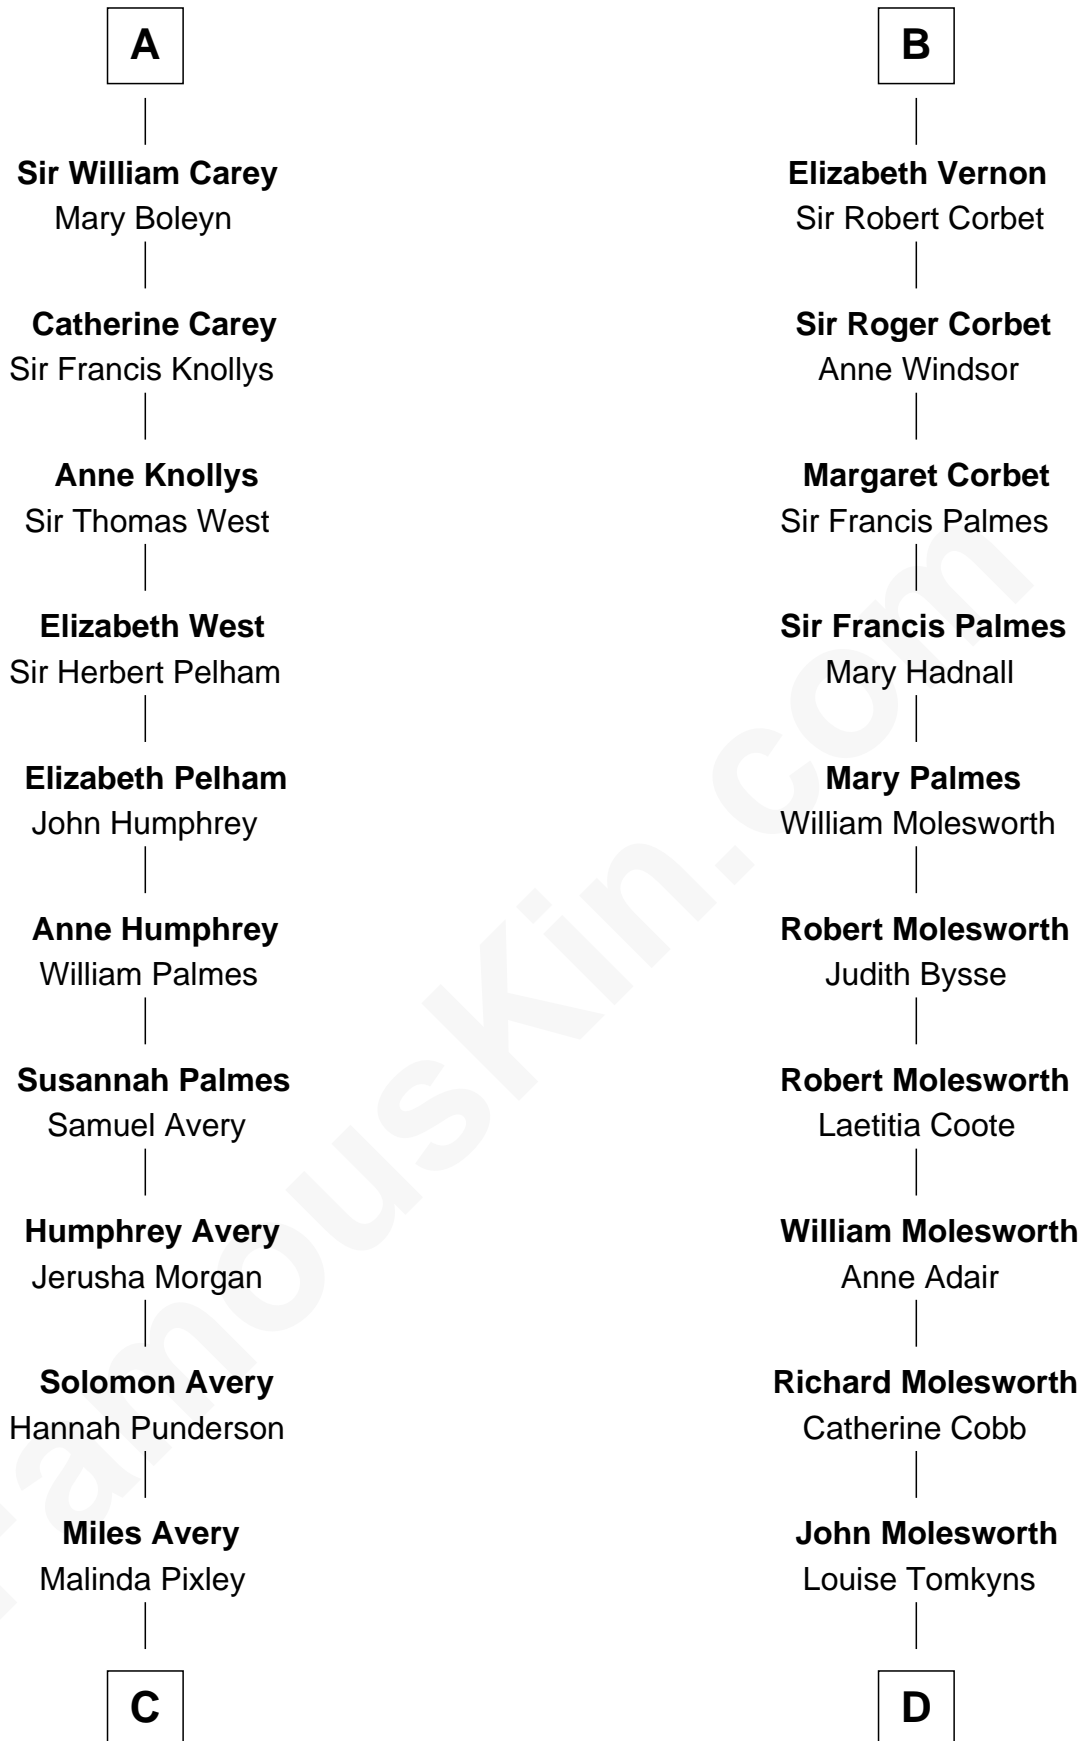 A
Sir William Carey
Mary Boleyn
Catherine Carey
Sir Francis Knollys
Anne Knollys
Sir Thomas West
Elizabeth West
Sir Herbert Pelham
Elizabeth Pelham
John Humphrey
Anne Humphrey
William Palmes
Susannah Palmes
Samuel Avery
Humphrey Avery
Jerusha Morgan
Solomon Avery
Hannah Punderson
Miles Avery
Malinda Pixley
C
B
Elizabeth Vernon
Sir Robert Corbet
Sir Roger Corbet
Anne Windsor
Margaret Corbet
Sir Francis Palmes
Sir Francis Palmes
Mary Hadnall
Mary Palmes
William Molesworth
Robert Molesworth
Judith Bysse
Robert Molesworth
Laetitia Coote
William Molesworth
Anne Adair
Richard Molesworth
Catherine Cobb
John Molesworth
Louise Tomkyns
D
FamousKin.com